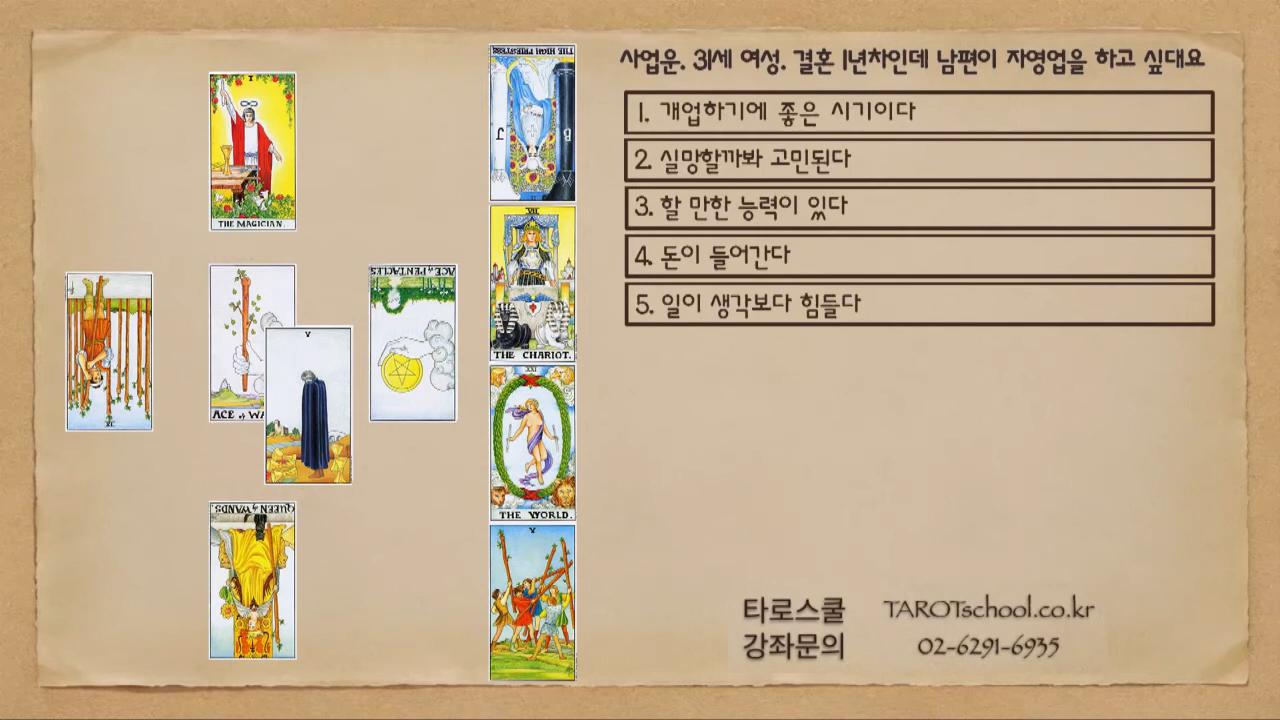 사업운. 31세 여성. 결혼 1년차인데 남편이 자영업을 하고 싶대요
1. 개업하기에 좋은 시기이다
2. 실망할까봐 고민된다
3. 할 만한 능력이 있다
4. 돈이 들어간다
5. 일이 생각보다 힘들다
I
THE MAGICIAN.
IX
ACE of WA
V
ACE of PENTACLES
QUEEN of WANDS.
THE HIGH PRIESTESS
J
B
VII
THE CHARIOT.
XXI
THE WORLD.
V
타로스쿨 TAROTschool.co.kr
강좌문의 02-6291-6935